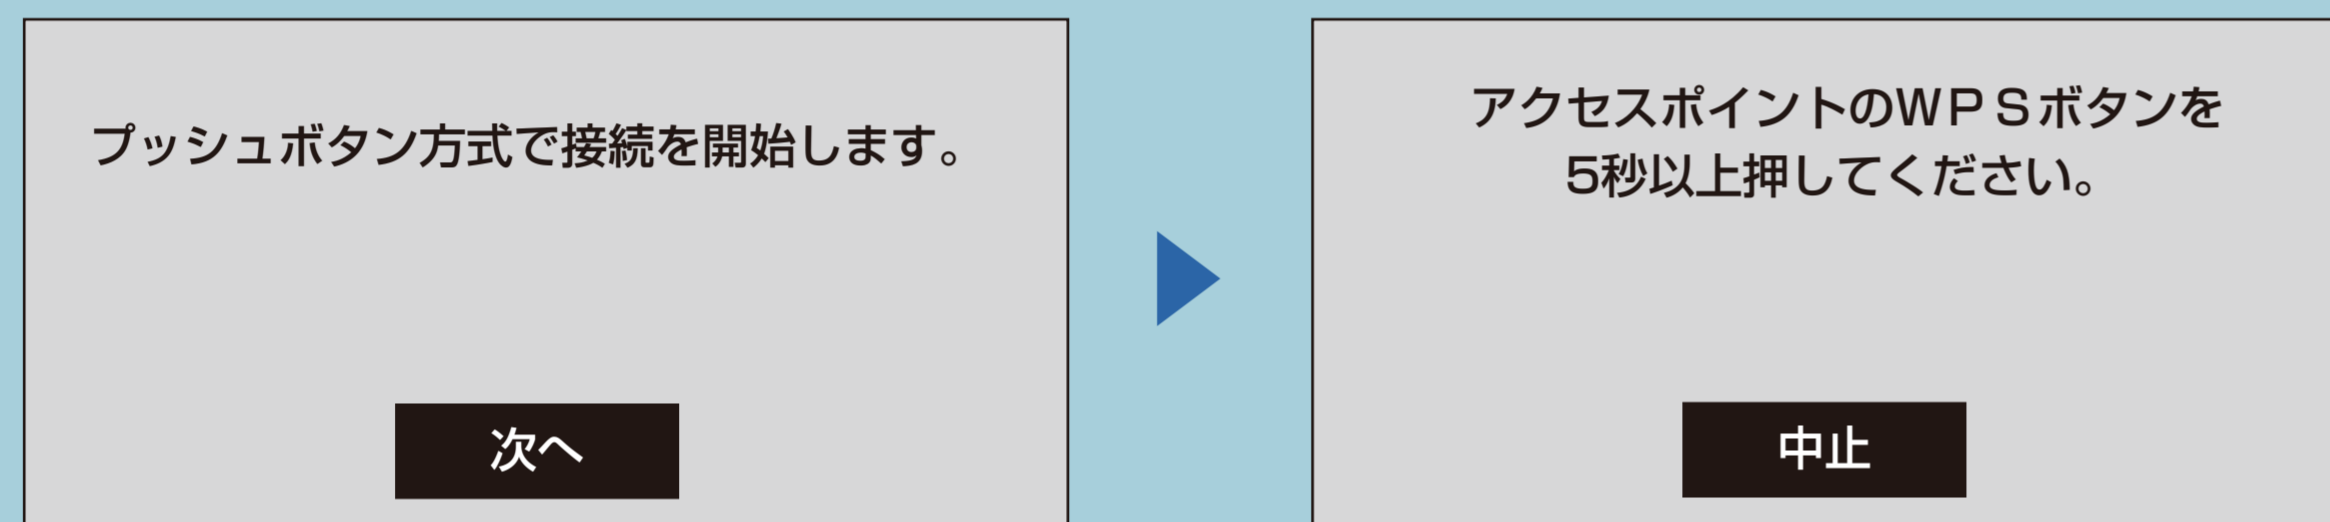 プッシュボタン方式で接続を開始します。
次へ
アクセスポイントのＷＰＳボタンを
5秒以上押してください。
中止